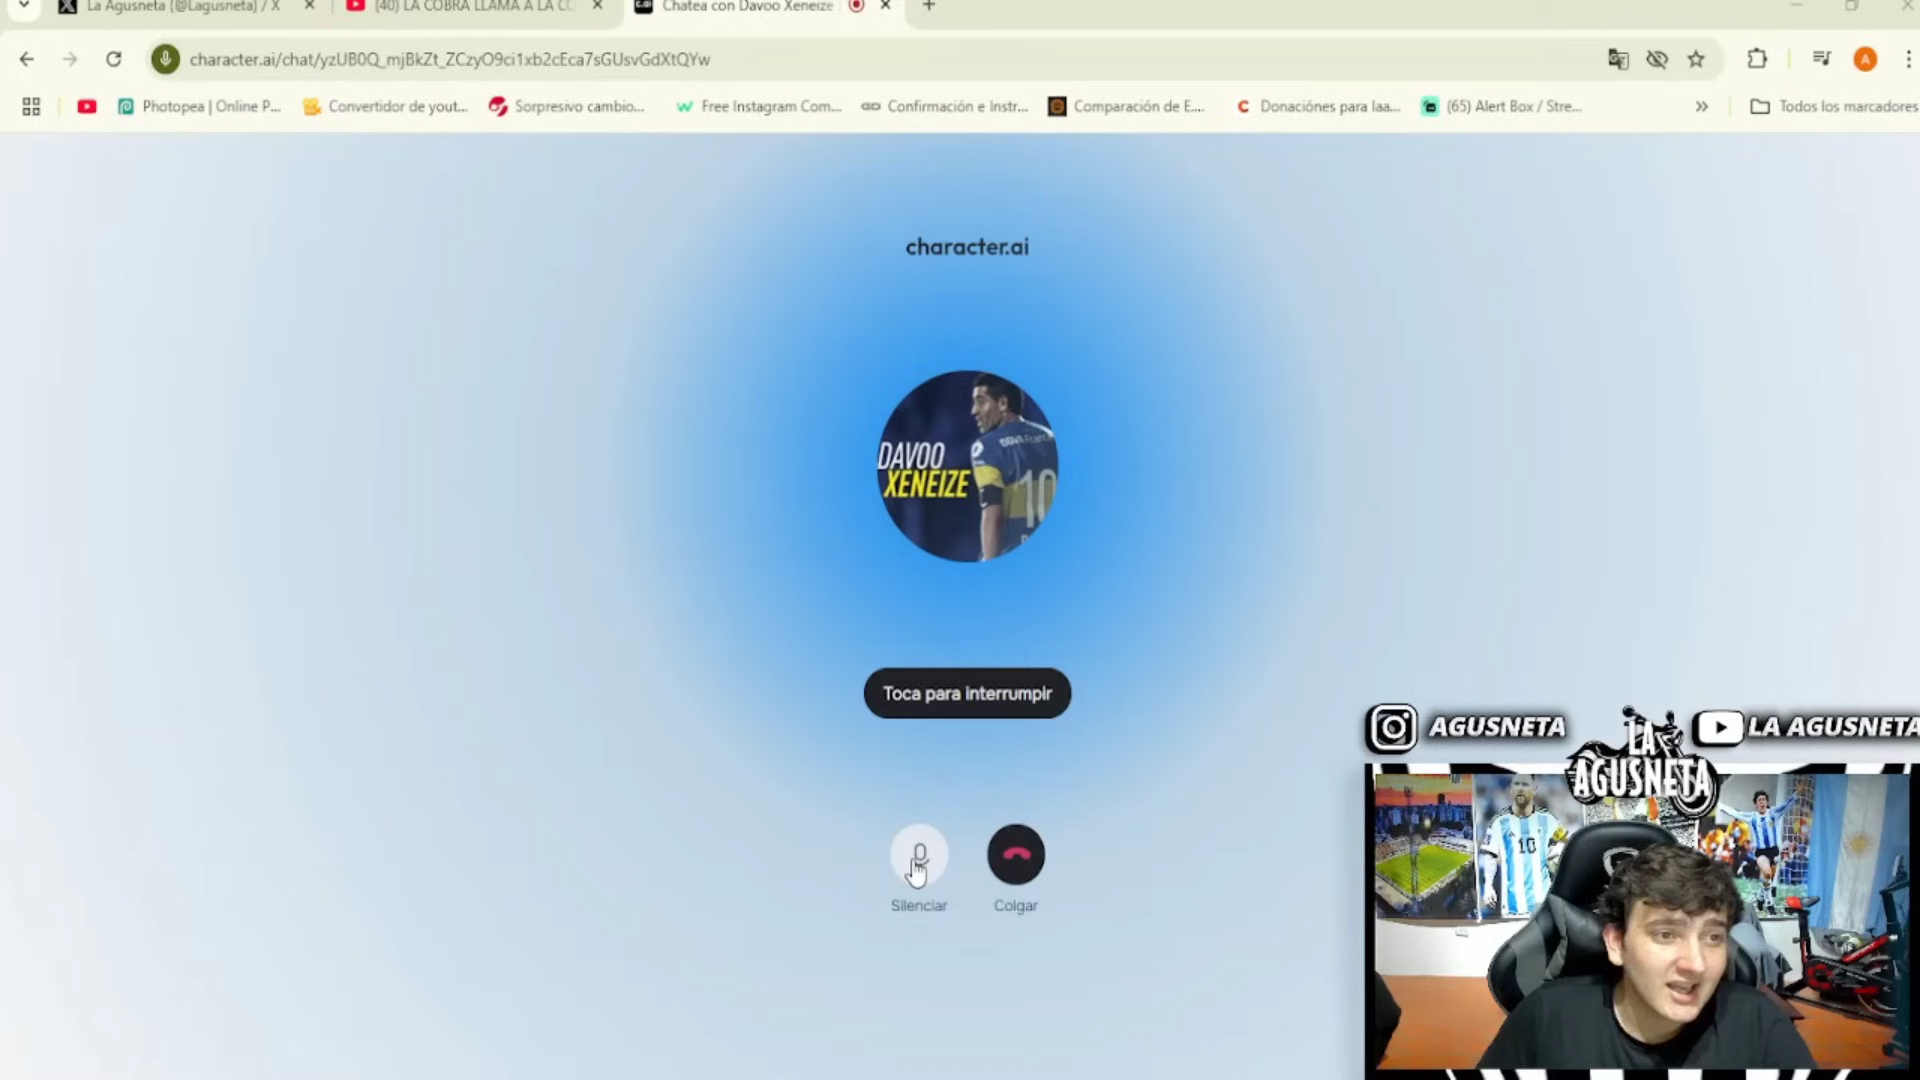 La Agusneta (@Lagusneta) / X
(40) LA COBRA LLAMA A LA CO
Chatea con Davoo Xeneize
character.ai/chat/yzUB0Q_mjBkZt_ZCzyO9ci1xb2cEca7sGUsvGdXtQYw
A
Photopea | Online P...
Convertidor de yout...
Sorpresivo cambio...
Free Instagram Com...
Confirmación e Instr...
Comparación de E....
Donaciónes para laa...
(65) Alert Box / Stre...
Todos los marcadores
character.ai
DAVOO
XENEIZE
10
Toca para interrumpir
Silenciar
Colgar
AGUSNETA
LA AGUSNETA
LA
AGUSNETA
10